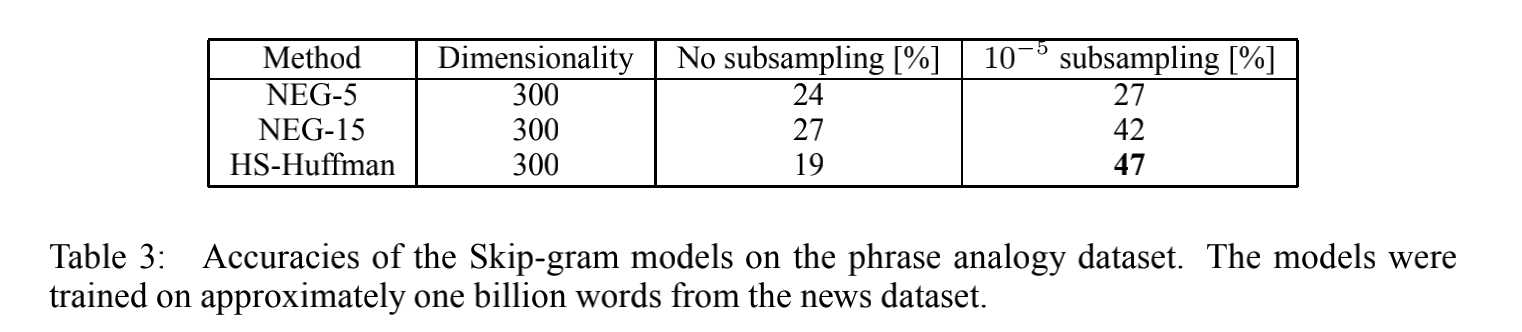 Method Dimensionality No subsampling [%] 10⁻⁵ subsampling [%]
NEG-5 300 24 27
NEG-15 300 27 42
HS-Huffman 300 19 47
Table 3: Accuracies of the Skip-gram models on the phrase analogy dataset. The models were
trained on approximately one billion words from the news dataset.